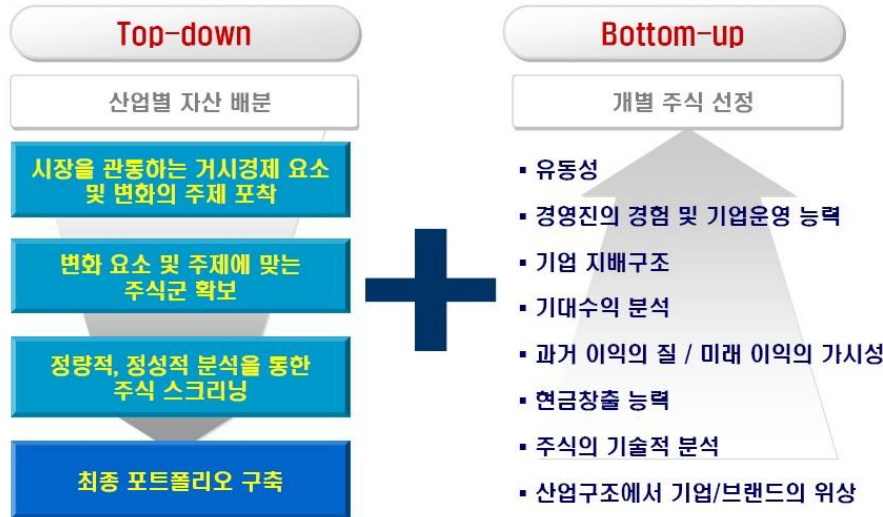 Top-down
산업별 자산 배분
시장을 관통하는 거시경제 요소
및 변화의 주제 포착
변화 요소 및 주제에 맞는
주식군 확보
정량적, 정성적 분석을 통한
주식 스크리닝
최종 포트폴리오 구축
Bottom-up
개별 주식 선정
▪ 유동성
▪ 경영진의 경험 및 기업운영 능력
▪ 기업 지배구조
▪ 기대수익 분석
▪ 과거 이익의 질 / 미래 이익의 가시성
▪ 현금창출 능력
▪ 주식의 기술적 분석
▪ 산업구조에서 기업/브랜드의 위상